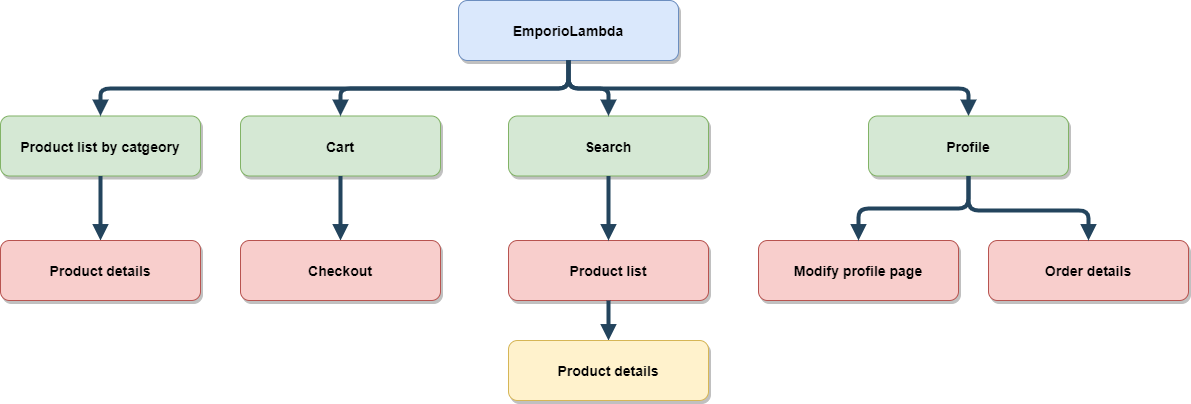 EmporioLambda
Product list by catgeory
Cart
Search
Profile
Product details
Checkout
Product list
Modify profile page
Order details
Product details